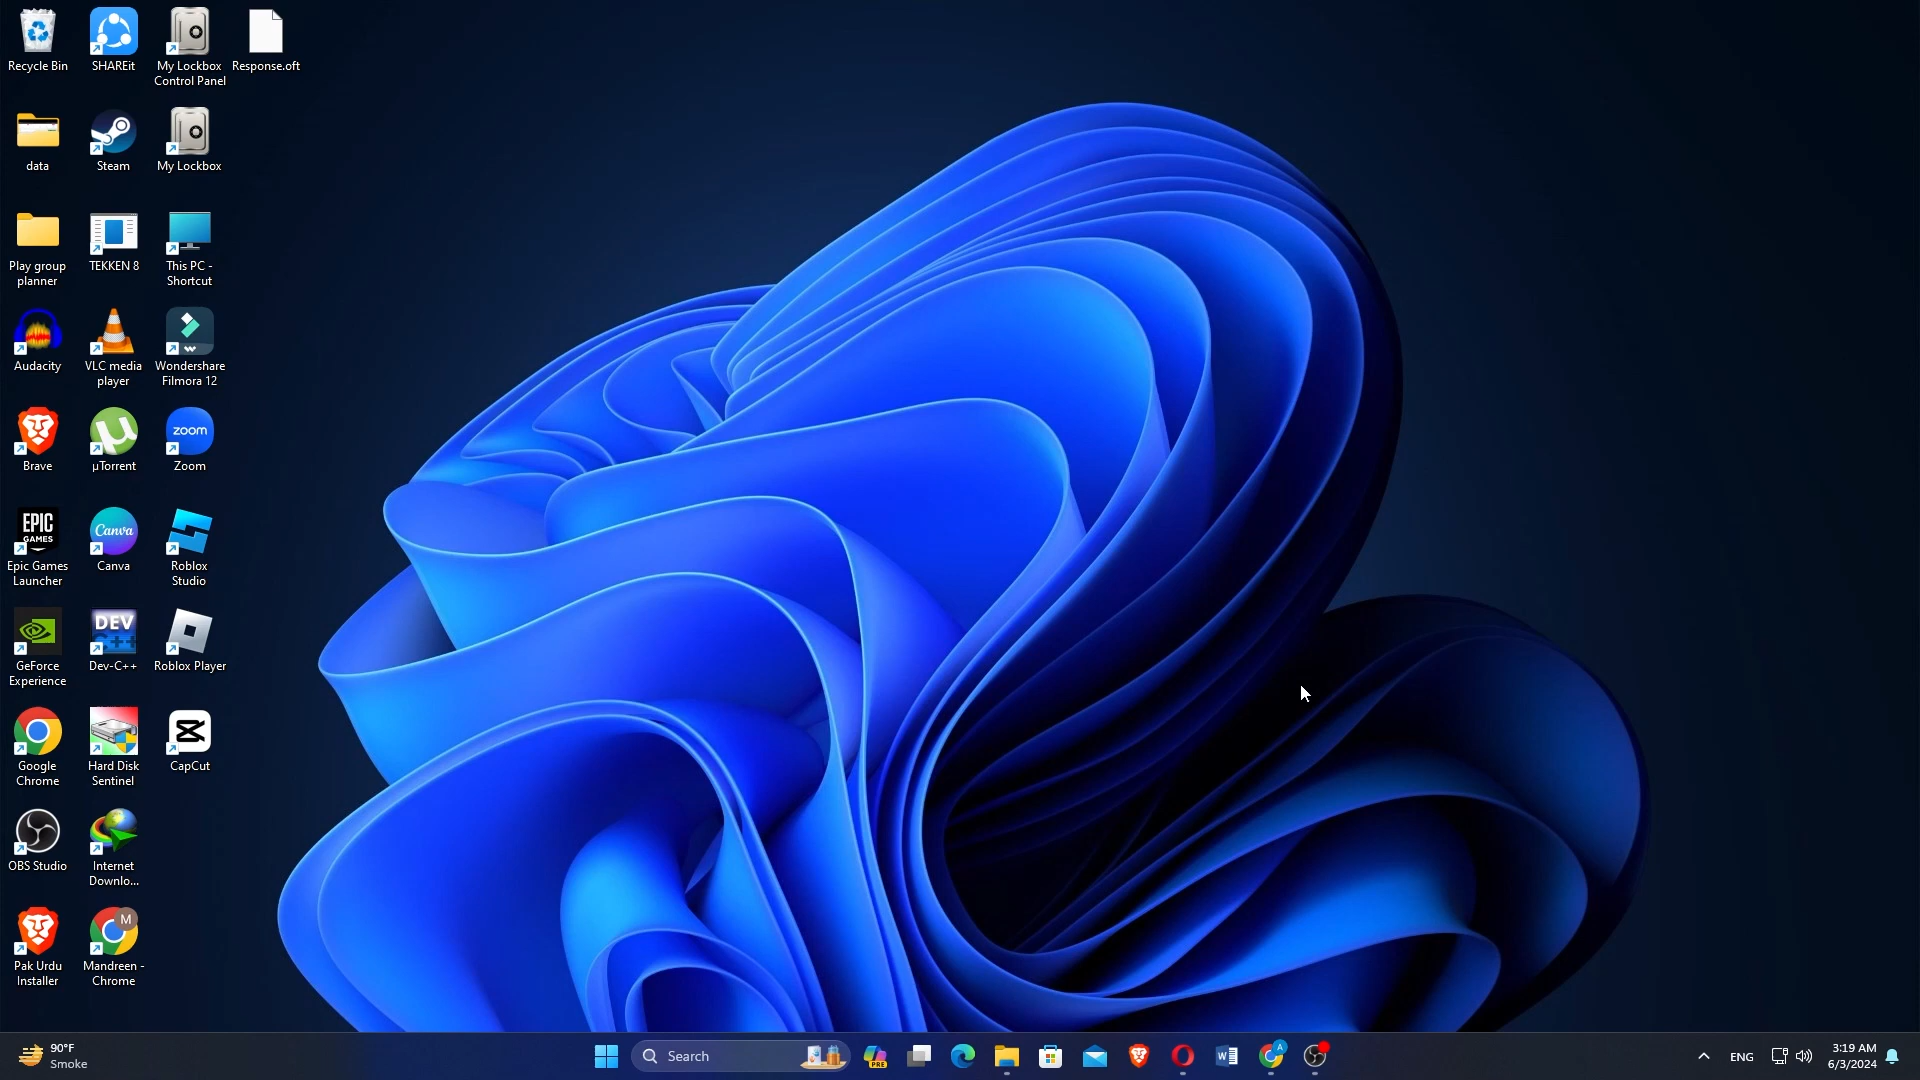 Recycle Bin
SHAREit
My Lockbox
Control Panel
Response.oft
data
Steam
My Lockbox
Play group
planner
TEKKEN 8
This PC -
Shortcut
Audacity
VLC media
player
Wondershare
Filmora 12
Brave
µTorrent
zoom
Zoom
EPIC
GAMES
Epic Games
Launcher
Canva
Canva
Roblox
Studio
GeForce
Experience
DEV
C++
Dev-C++
Roblox Player
Google
Chrome
Hard Disk
Sentinel
CapCut
OBS Studio
Internet
Downlo...
Pak Urdu
Installer
M
Mandreen -
Chrome
90°F
Smoke
Search
PRE
W
A
ENG
3:19 AM
6/3/2024